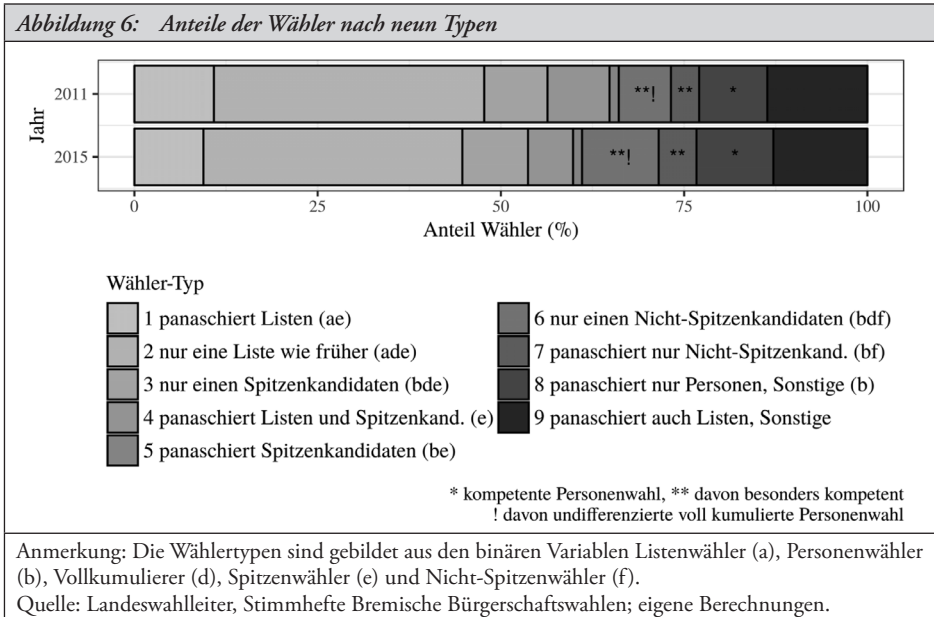 Abbildung 6: Anteile der Wähler nach neun Typen
Jahr
2011
**! ** *
2015
**! ** *
0 25 50 75 100
Anteil Wähler (%)
Wähler-Typ
1 panaschiert Listen (ae)
2 nur eine Liste wie früher (ade)
3 nur einen Spitzenkandidaten (bde)
4 panaschiert Listen und Spitzenkand. (e)
5 panaschiert Spitzenkandidaten (be)
6 nur einen Nicht-Spitzenkandidaten (bdf)
7 panaschiert nur Nicht-Spitzenkand. (bf)
8 panaschiert nur Personen, Sonstige (b)
9 panaschiert auch Listen, Sonstige
* kompetente Personenwahl, ** davon besonders kompetent
! davon undifferenzierte voll kumulierte Personenwahl
Anmerkung: Die Wählertypen sind gebildet aus den binären Variablen Listenwähler (a), Personenwähler
(b), Vollkumulierer (d), Spitzenwähler (e) und Nicht-Spitzenwähler (f).
Quelle: Landeswahlleiter, Stimmhefte Bremische Bürgerschaftswahlen; eigene Berechnungen.